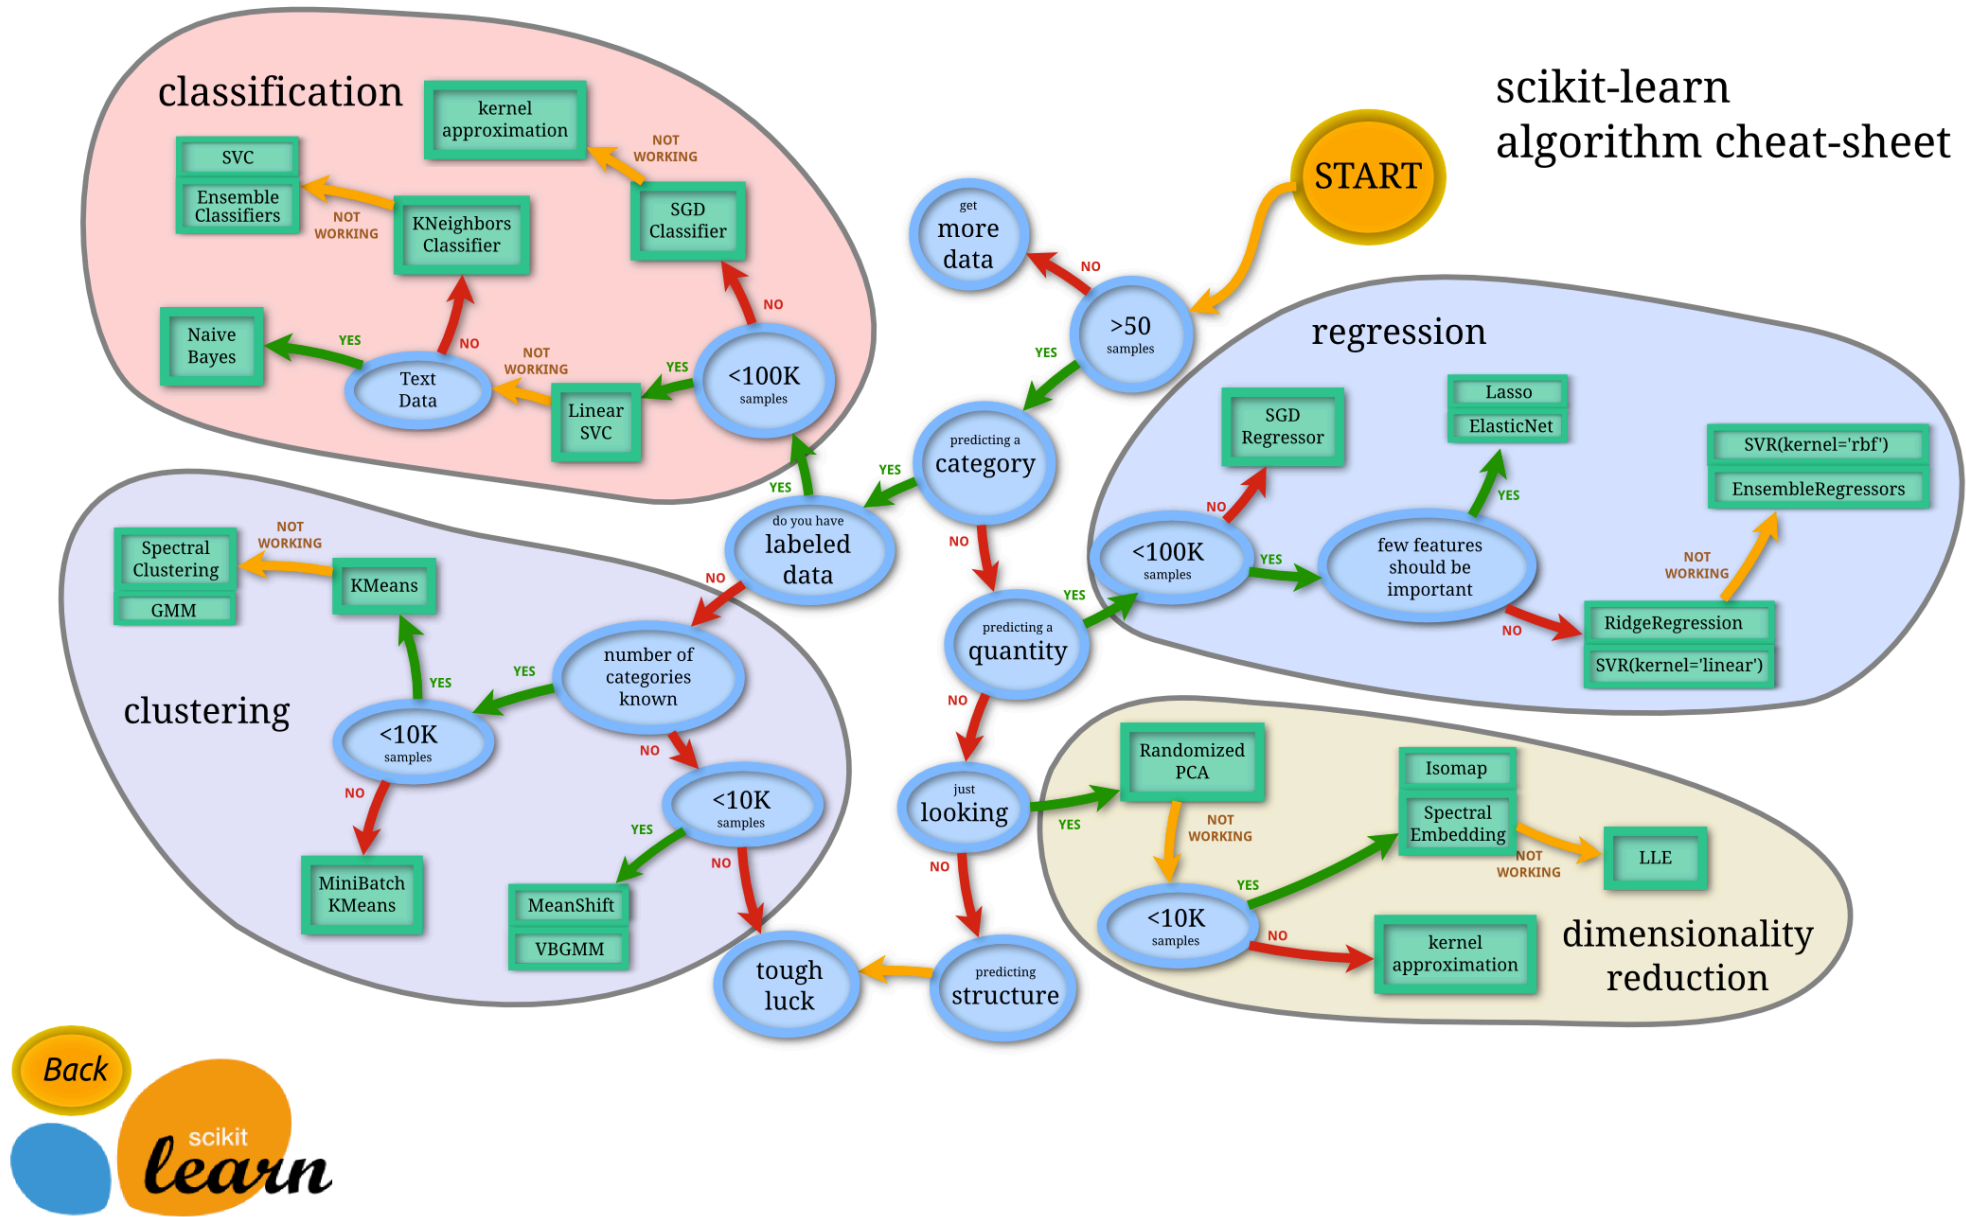 scikit-learn
algorithm cheat-sheet
START
get
more
data
NO
>50
samples
YES
predicting a
category
YES
NO
do you have
labeled
data
YES
NO
predicting a
quantity
YES
NO
just
looking
YES
NO
predicting
structure
tough
luck
classification
kernel
approximation
NOT
WORKING
SVC
Ensemble
Classifiers
NOT
WORKING
KNeighbors
Classifier
SGD
Classifier
NO
Naive
Bayes
YES
NO
Text
Data
NOT
WORKING
Linear
SVC
YES
<100K
samples
regression
SGD
Regressor
NO
<100K
samples
YES
Lasso
ElasticNet
YES
few features
should be
important
NO
SVR(kernel='rbf')
EnsembleRegressors
NOT
WORKING
RidgeRegression
SVR(kernel='linear')
clustering
Spectral
Clustering
GMM
NOT
WORKING
KMeans
YES
<10K
samples
YES
number of
categories
known
NO
NO
MiniBatch
KMeans
<10K
samples
YES
NO
MeanShift
VBGMM
dimensionality
reduction
Randomized
PCA
NOT
WORKING
<10K
samples
YES
NO
Isomap
Spectral
Embedding
NOT
WORKING
LLE
kernel
approximation
Back
scikit
learn